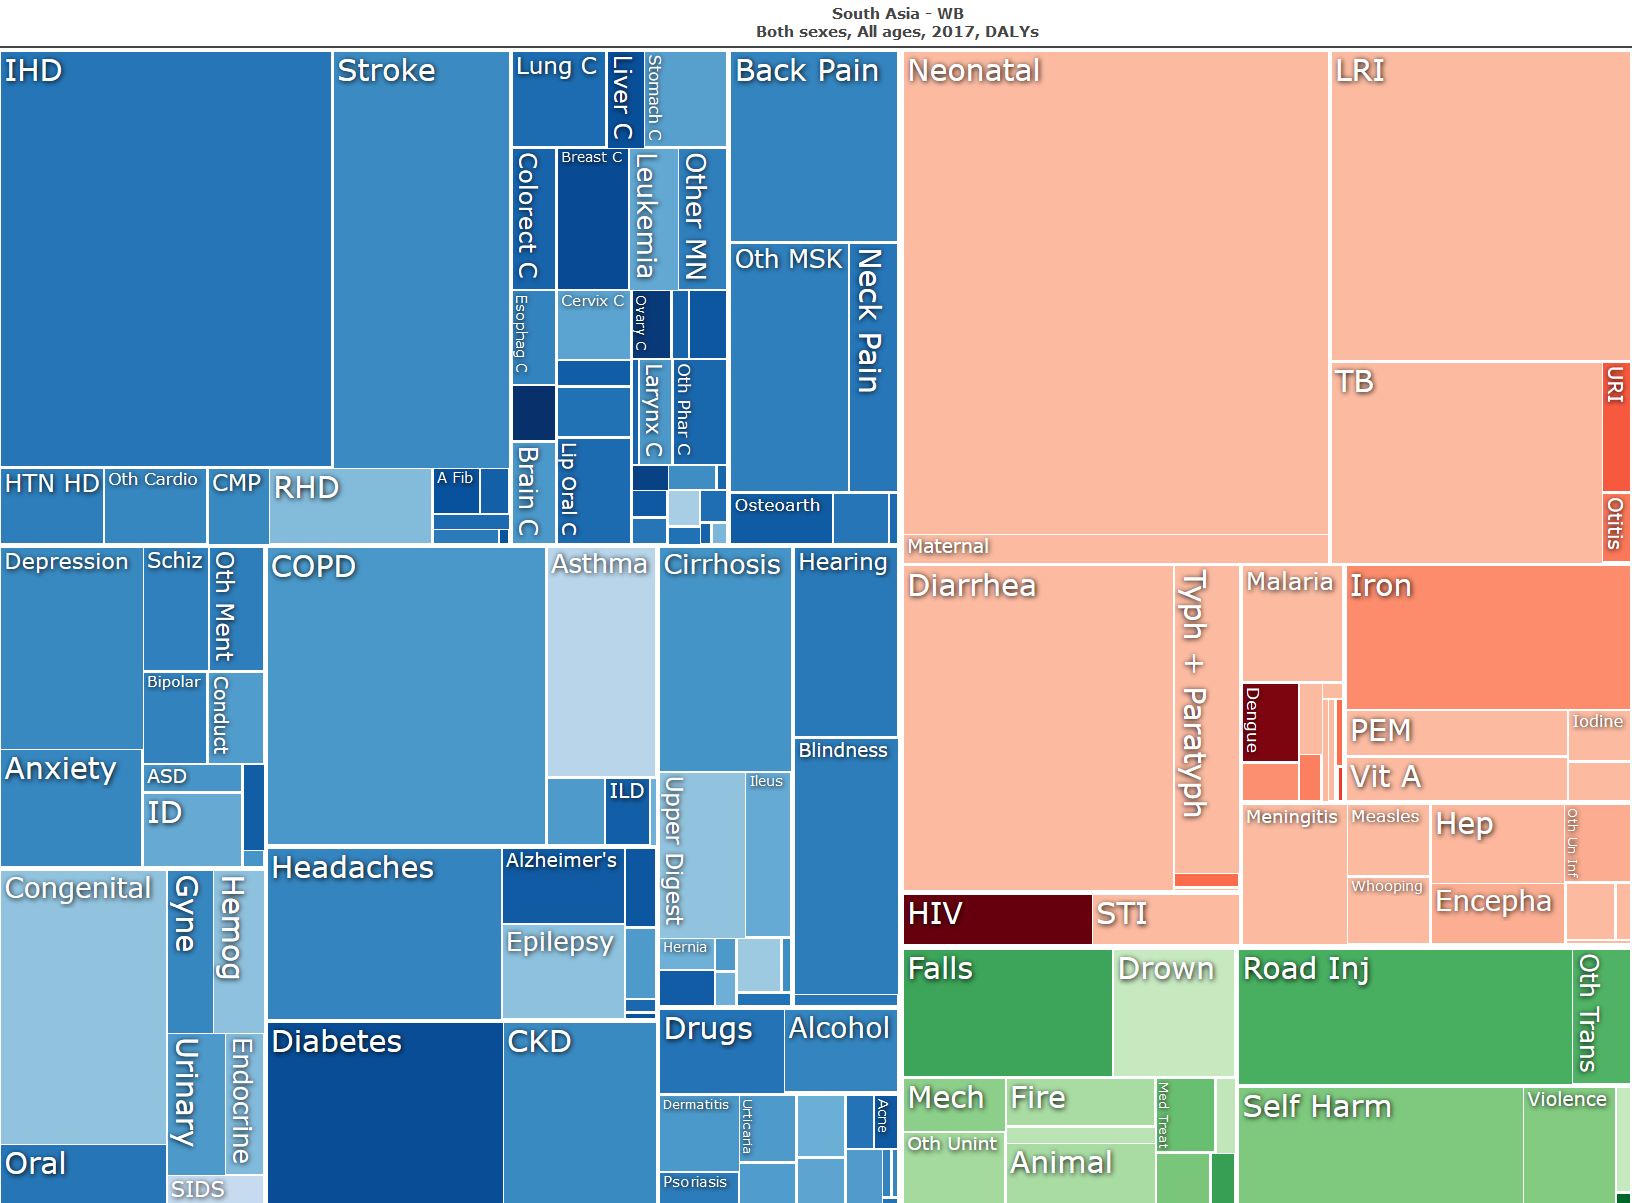 South Asia - WB
Both sexes, All ages, 2017, DALYs
IHD
Stroke
Lung C
Liver C
Stomach C
Back Pain
Neonatal
LRI
Colorect C
Breast C
Leukemia
Other MN
Oth MSK
Neck Pain
Esophag C
Cervix C
Ovary C
Larynx C
Oth Phar C
TB
URI
HTN HD
Oth Cardio
CMP
RHD
A Fib
Brain C
Lip Oral C
Osteoarth
Otitis
Maternal
Depression
Schiz
Oth Ment
COPD
Asthma
Cirrhosis
Hearing
Diarrhea
Typh + Paratyph
Malaria
Iron
Bipolar
Conduct
Dengue
PEM
Iodine
Anxiety
ASD
ID
ILD
Upper Digest
Ileus
Blindness
Vit A
Meningitis
Measles
Hep
Oth Un Inf
Headaches
Alzheimer's
Congenital
Gyne
Hemog
Whooping
Encepha
Epilepsy
Hernia
HIV
STI
Falls
Drown
Road Inj
Oth Trans
Diabetes
CKD
Drugs
Alcohol
Urinary
Endocrine
Mech
Fire
Med Treat
Self Harm
Violence
Dermatitis
Urticaria
Acne
Oth Unint
Animal
Oral
SIDS
Psoriasis